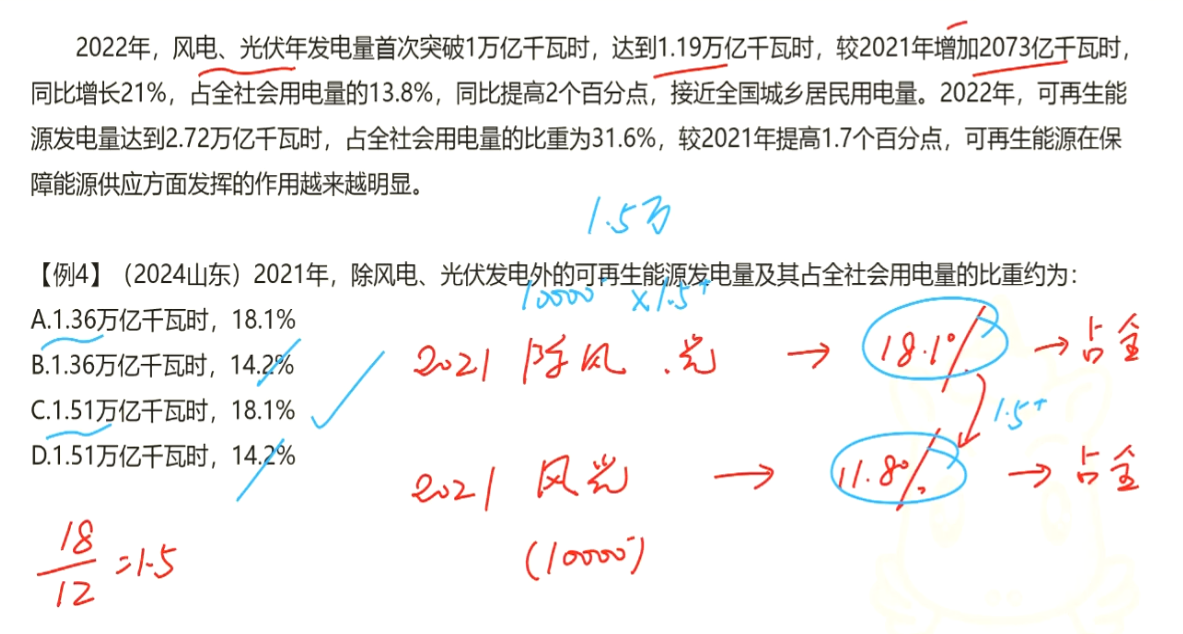 2022年，风电、光伏年发电量首次突破1万亿千瓦时，达到1.19万亿千瓦时，较2021年增加2073亿千瓦时，
同比增长21%，占全社会用电量的13.8%，同比提高2个百分点，接近全国城乡居民用电量。2022年，可再生能
源发电量达到2.72万亿千瓦时，占全社会用电量的比重为31.6%，较2021年提高1.7个百分点，可再生能源在保
障能源供应方面发挥的作用越来越明显。
1.5万
【例4】（2024山东）2021年，除风电、光伏发电外的可再生能源发电量及其占全社会用电量的比重约为：
10000⁻ ×1.5⁺
A.1.36万亿千瓦时，18.1%
B.1.36万亿千瓦时，14.2%
C.1.51万亿千瓦时，18.1%
D.1.51万亿千瓦时，14.2%
2021 除风、光 → 18.1% → 占全
1.5⁺
2021 风光 → 11.8% → 占全
(10000⁻)
18/12=1.5